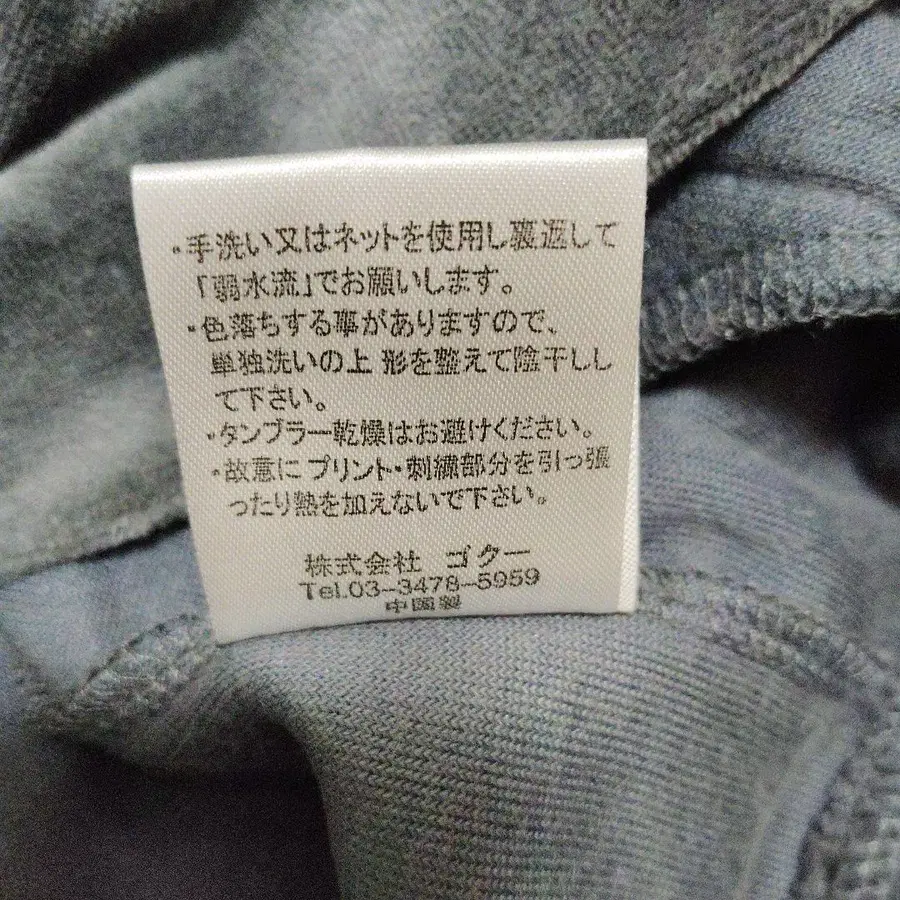 ・手洗い又はネットを使用し裏返して
「弱水流」でお願いします。
・色落ちする事がありますので、
単独洗いの上 形を整えて陰干しし
て下さい。
・タンブラー乾燥はお避けください。
・故意に プリント・刺繍部分を引っ張
ったり熱を加えないで下さい。
株式会社 ゴクー
Tel.03-3478-5959
中国製